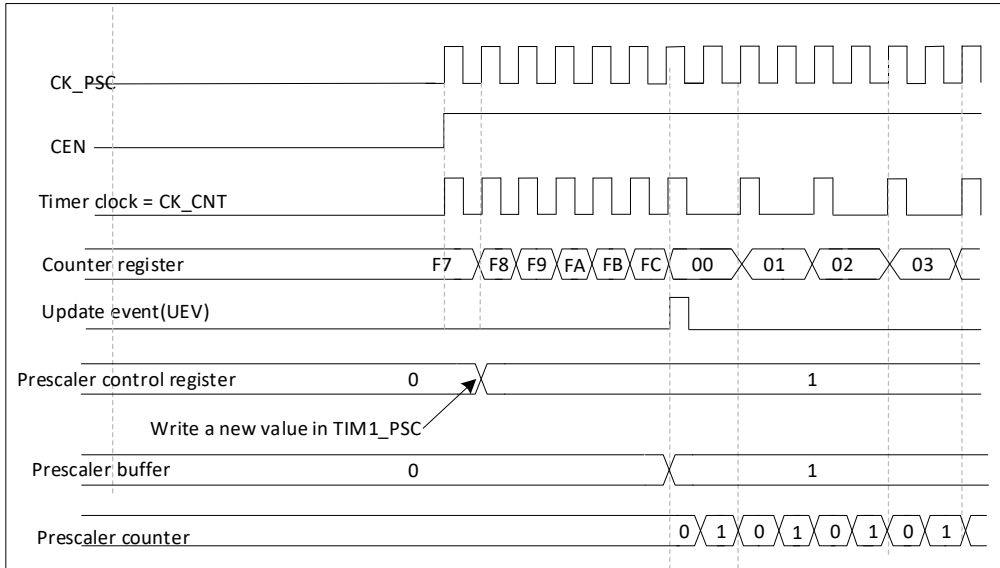 CK_PSC
CEN
Timer clock = CK_CNT
Counter register F7 F8 F9 FA FB FC 00 01 02 03
Update event(UEV)
Prescaler control register 0 1
Write a new value in TIM1_PSC
Prescaler buffer 0 1
Prescaler counter 0 1 0 1 0 1 0 1